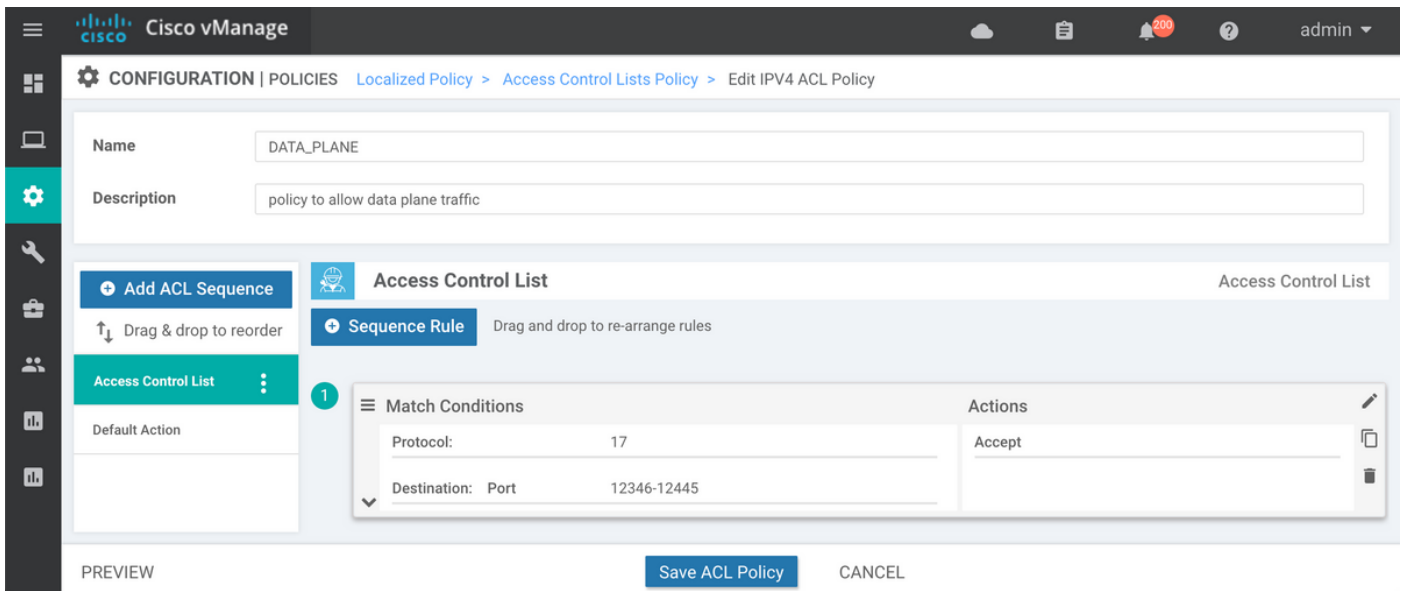 CISCO Cisco vManage 200 admin
CONFIGURATION | POLICIES Localized Policy > Access Control Lists Policy > Edit IPV4 ACL Policy
Name DATA_PLANE
Description policy to allow data plane traffic
Add ACL Sequence
Drag & drop to reorder
Access Control List
Default Action
Access Control List Access Control List
Sequence Rule Drag and drop to re-arrange rules
1 Match Conditions Actions
Protocol: 17 Accept
Destination: Port 12346-12445
PREVIEW Save ACL Policy CANCEL